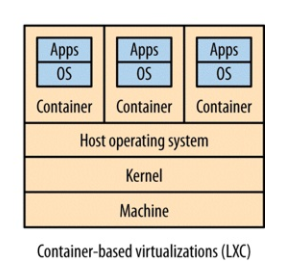 Apps Apps Apps
OS OS OS
Container Container Container
Host operating system
Kernel
Machine
Container-based virtualizations (LXC)